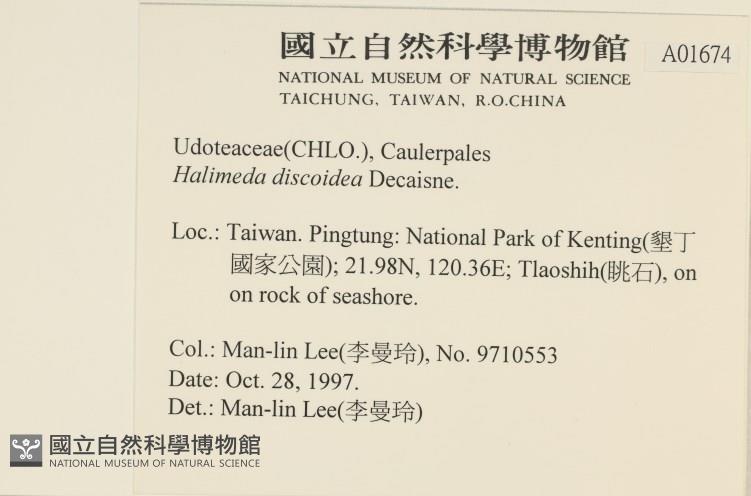 國立自然科學博物館
A01674
NATIONAL MUSEUM OF NATURAL SCIENCE
TAICHUNG, TAIWAN, R.O.CHINA
Udoteaceae(CHLO.), Caulerpales
Halimeda discoidea Decaisne.
Loc.: Taiwan. Pingtung: National Park of Kenting(墾丁
國家公園); 21.98N, 120.36E; Tlaoshih(眺石), on
on rock of seashore.
Col.: Man-lin Lee(李曼玲), No. 9710553
Date: Oct. 28, 1997.
Det.: Man-lin Lee(李曼玲)
國立自然科學博物館
NATIONAL MUSEUM OF NATURAL SCIENCE